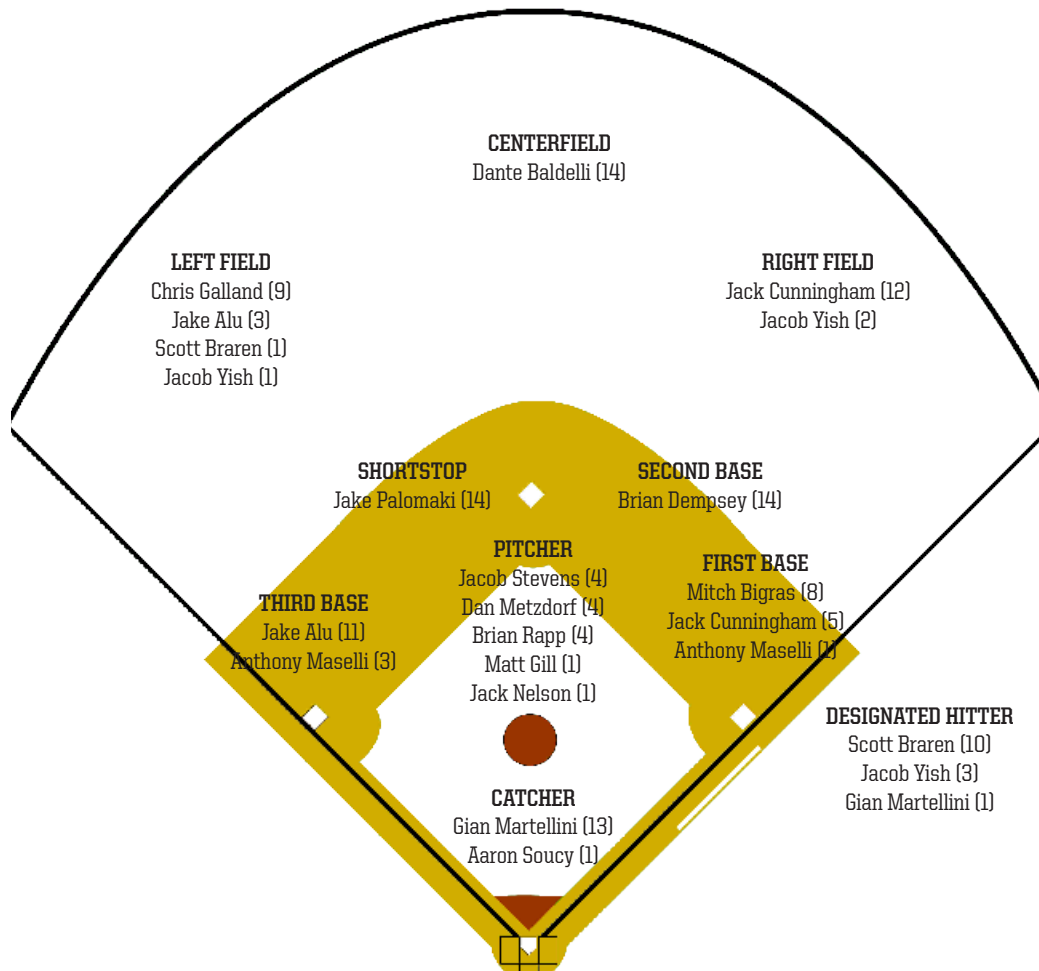 CENTERFIELD
Dante Baldelli (14)
LEFT FIELD
Chris Galland (9)
Jake Alu (3)
Scott Braren (1)
Jacob Yish (1)
RIGHT FIELD
Jack Cunningham (12)
Jacob Yish (2)
SHORTSTOP
Jake Palomaki (14)
SECOND BASE
Brian Dempsey (14)
PITCHER
Jacob Stevens (4)
Dan Metzdorf (4)
Brian Rapp (4)
Matt Gill (1)
Jack Nelson (1)
FIRST BASE
Mitch Bigras (8)
Jack Cunningham (5)
Anthony Maselli (1)
THIRD BASE
Jake Alu (11)
Anthony Maselli (3)
DESIGNATED HITTER
Scott Braren (10)
Jacob Yish (3)
Gian Martellini (1)
CATCHER
Gian Martellini (13)
Aaron Soucy (1)